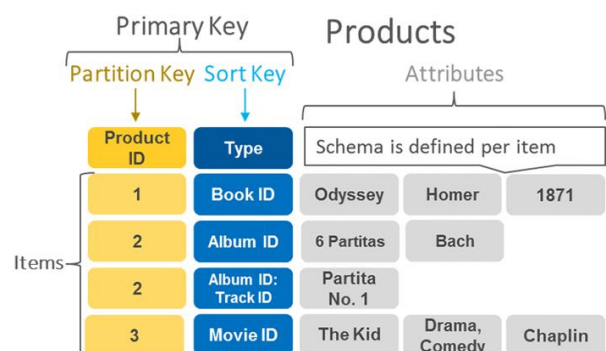 Primary Key
Products
Partition Key Sort Key
Attributes
Product
ID
Type
Schema is defined per item
1
Book ID
Odyssey
Homer
1871
2
Album ID
6 Partitas
Bach
Items
2
Album ID:
Track ID
Partita
No. 1
3
Movie ID
The Kid
Drama,
Comedy
Chaplin